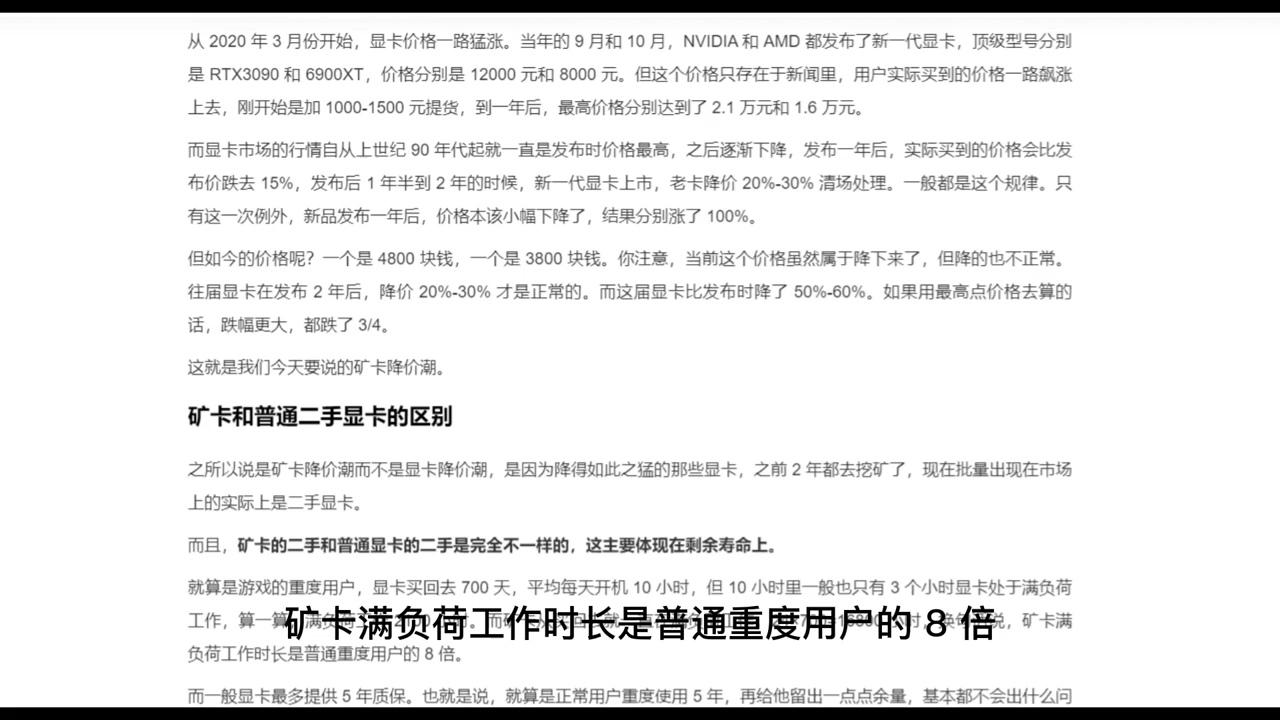 从 2020 年 3 月份开始，显卡价格一路猛涨。当年的 9 月和 10 月，NVIDIA 和 AMD 都发布了新一代显卡，顶级型号分别
是 RTX3090 和 6900XT，价格分别是 12000 元和 8000 元。但这个价格只存在于新闻里，用户实际买到的价格一路飙涨
上去，刚开始是加 1000-1500 元提货，到一年后，最高价格分别达到了 2.1 万元和 1.6 万元。
而显卡市场的行情自从上世纪 90 年代起就一直是发布时价格最高，之后逐渐下降，发布一年后，实际买到的价格会比发
布价跌去 15%，发布后 1 年半到 2 年的时候，新一代显卡上市，老卡降价 20%-30% 清场处理。一般都是这个规律。只
有这一次例外，新品发布一年后，价格本该小幅下降了，结果分别涨了 100%。
但如今的价格呢？一个是 4800 块钱，一个是 3800 块钱。你注意，当前这个价格虽然属于降下来了，但降的也不正常。
往届显卡在发布 2 年后，降价 20%-30% 才是正常的。而这届显卡比发布时降了 50%-60%。如果用最高点价格去算的
话，跌幅更大，都跌了 3/4。
这就是我们今天要说的矿卡降价潮。
矿卡和普通二手显卡的区别
之所以说是矿卡降价潮而不是显卡降价潮，是因为降得如此之猛的那些显卡，之前 2 年都去挖矿了，现在批量出现在市场
上的实际上是二手显卡。
而且，矿卡的二手和普通显卡的二手是完全不一样的，这主要体现在剩余寿命上。
就算是游戏的重度用户，显卡买回去 700 天，平均每天开机 10 小时，但 10 小时里一般也只有 3 个小时显卡处于满负荷
工作，算一算，满负荷 说，矿卡满
负荷工作时长是普通重度用户的 8 倍。
矿卡满负荷工作时长是普通重度用户的 8 倍
而一般显卡最多提供 5 年质保。也就是说，就算是正常用户重度使用 5 年，再给他留出一点点余量，基本都不会出什么问